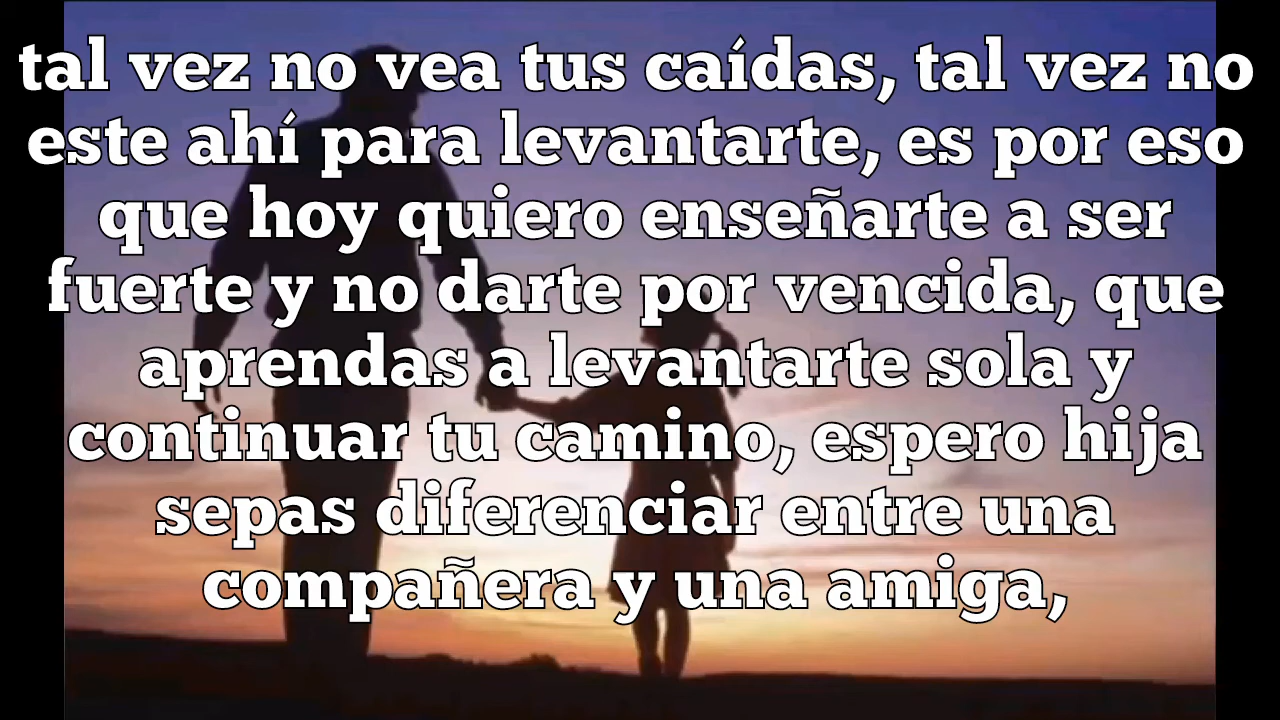 tal vez no vea tus caídas, tal vez no
este ahí para levantarte, es por eso
que hoy quiero enseñarte a ser
fuerte y no darte por vencida, que
aprendas a levantarte sola y
continuar tu camino, espero hija
sepas diferenciar entre una
compañera y una amiga,